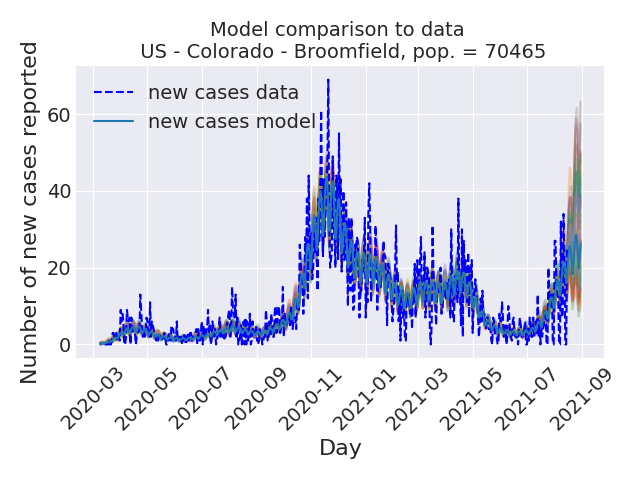 Model comparison to data
US - Colorado - Broomfield, pop. = 70465
Number of new cases reported
60
40
20
0
new cases data
new cases model
2020-03
2020-05
2020-07
2020-09
2020-11
2021-01
2021-03
2021-05
2021-07
2021-09
Day